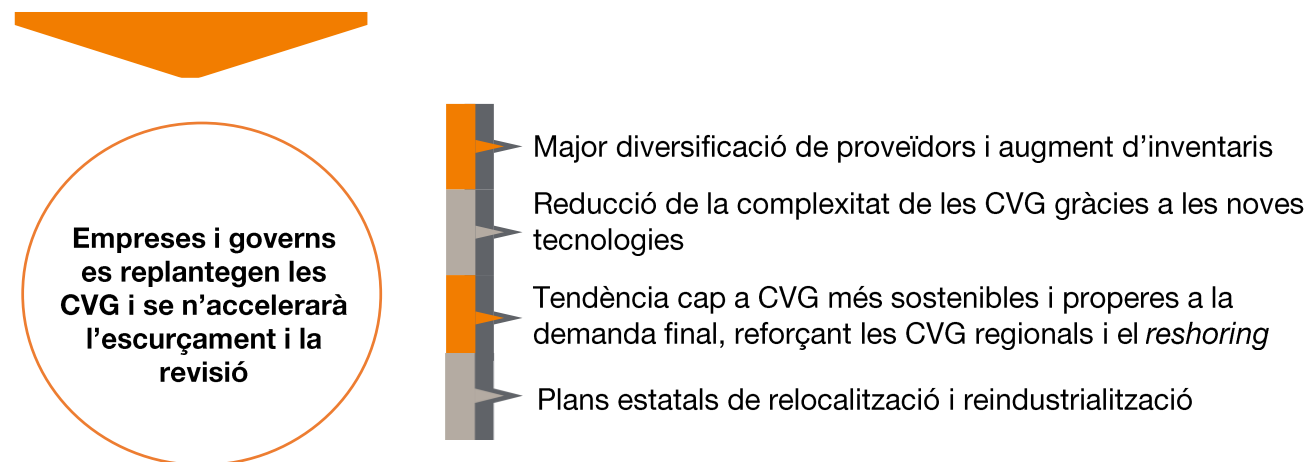 Empreses i governs
es replantegen les
CVG i se n'accelerarà
l'escurçament i la
revisió
Major diversificació de proveïdors i augment d'inventaris
Reducció de la complexitat de les CVG gràcies a les noves
tecnologies
Tendència cap a CVG més sostenibles i properes a la
demanda final, reforçant les CVG regionals i el reshoring
Plans estatals de relocalització i reindustrialització